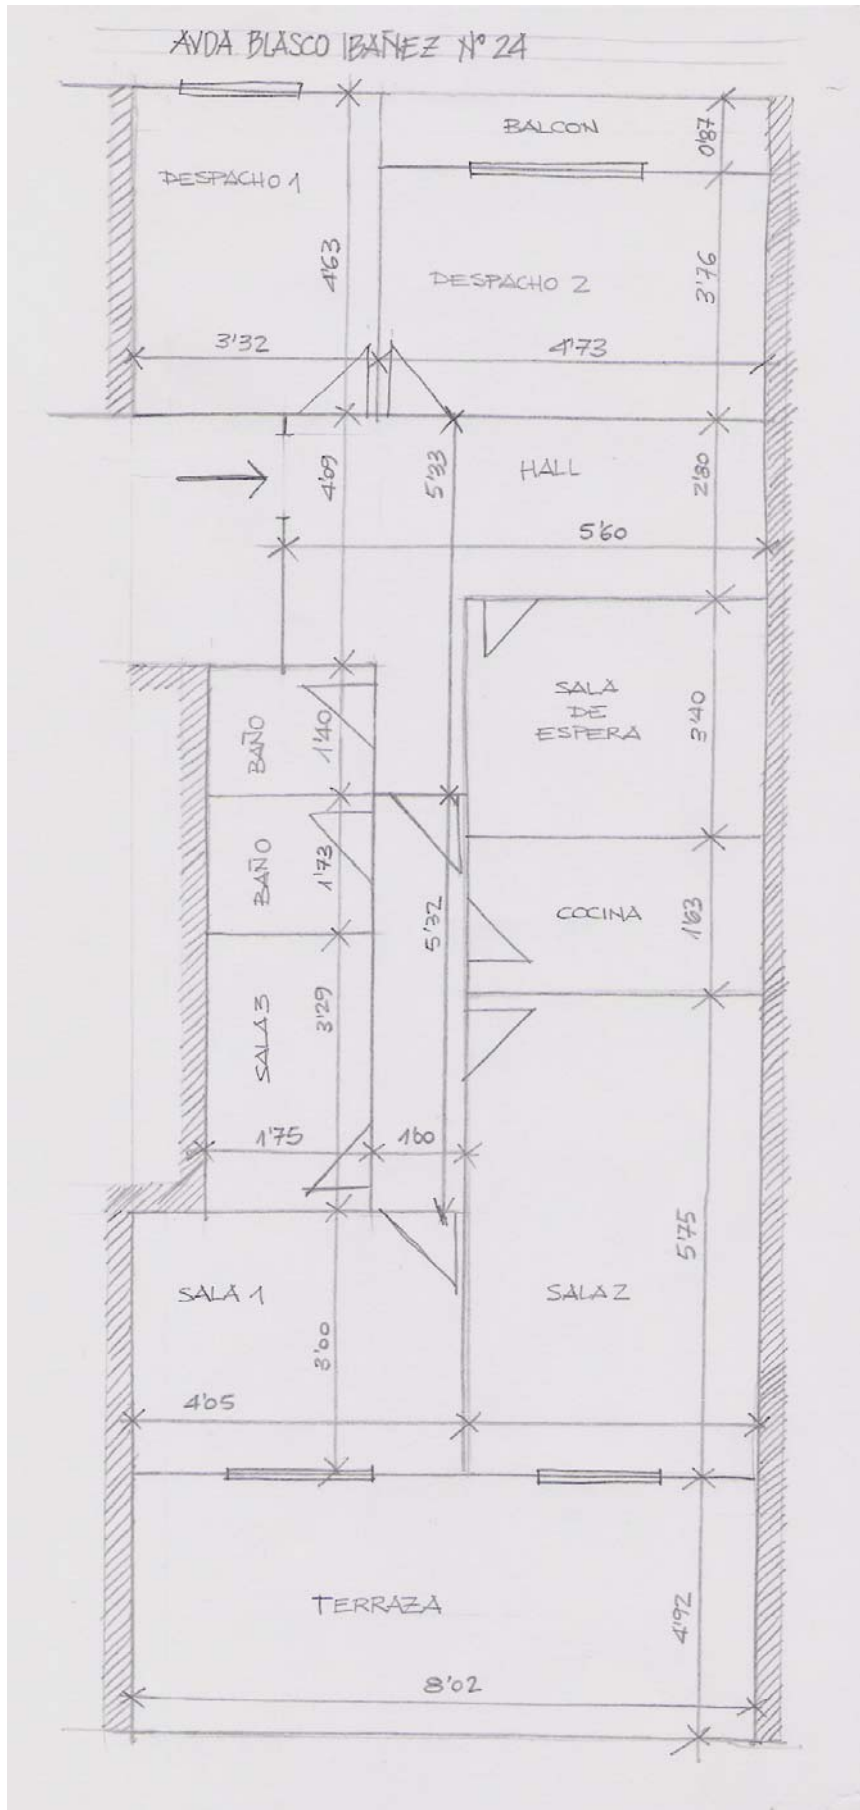 AVDA BLASCO IBAÑEZ Nº 24
BALCON
0'87
DESPACHO 1
4'63
DESPACHO 2
3'76
3'32
4'73
4'09
5'33
HALL
2'80
5'60
SALA
DE
ESPERA
3'40
BAÑO
1'40
BAÑO
1'73
COCINA
1'63
5'32
SALA 3
3'29
1'75
1'60
5'75
SALA 1
SALA 2
3'00
4'05
TERRAZA
4'92
8'02